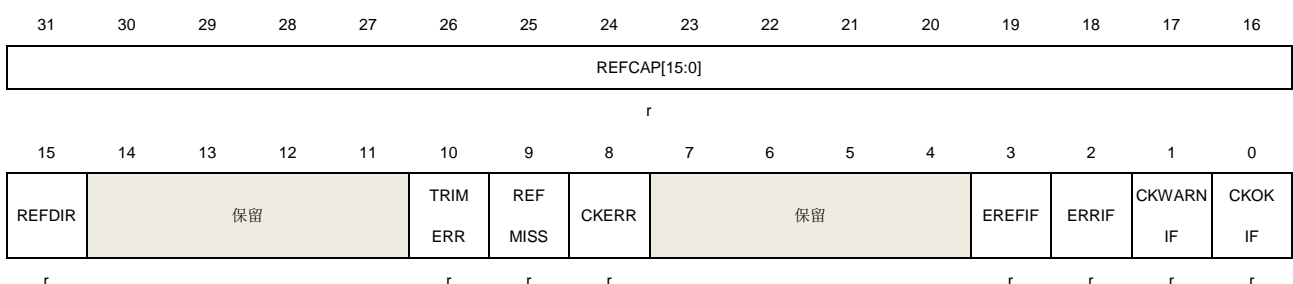 31 30 29 28 27 26 25 24 23 22 21 20 19 18 17 16
REFCAP[15:0]
r
15 14 13 12 11 10 9 8 7 6 5 4 3 2 1 0
REFDIR 保留 TRIM ERR REF MISS CKERR 保留 EREFIF ERRIF CKWARN IF CKOK IF
r r r r r r r r